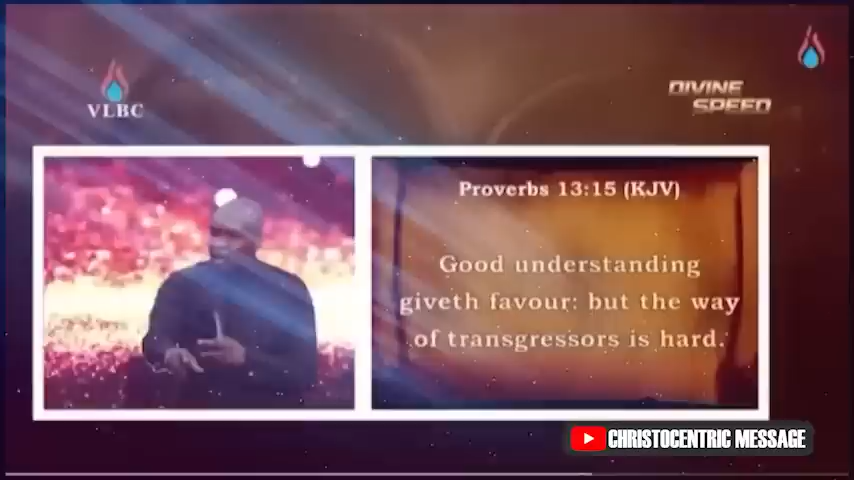 VLBC
DIVINE
SPEED
Proverbs 13:15 (KJV)
Good understanding
giveth favour: but the way
of transgressors is hard.
CHRISTOCENTRIC MESSAGE